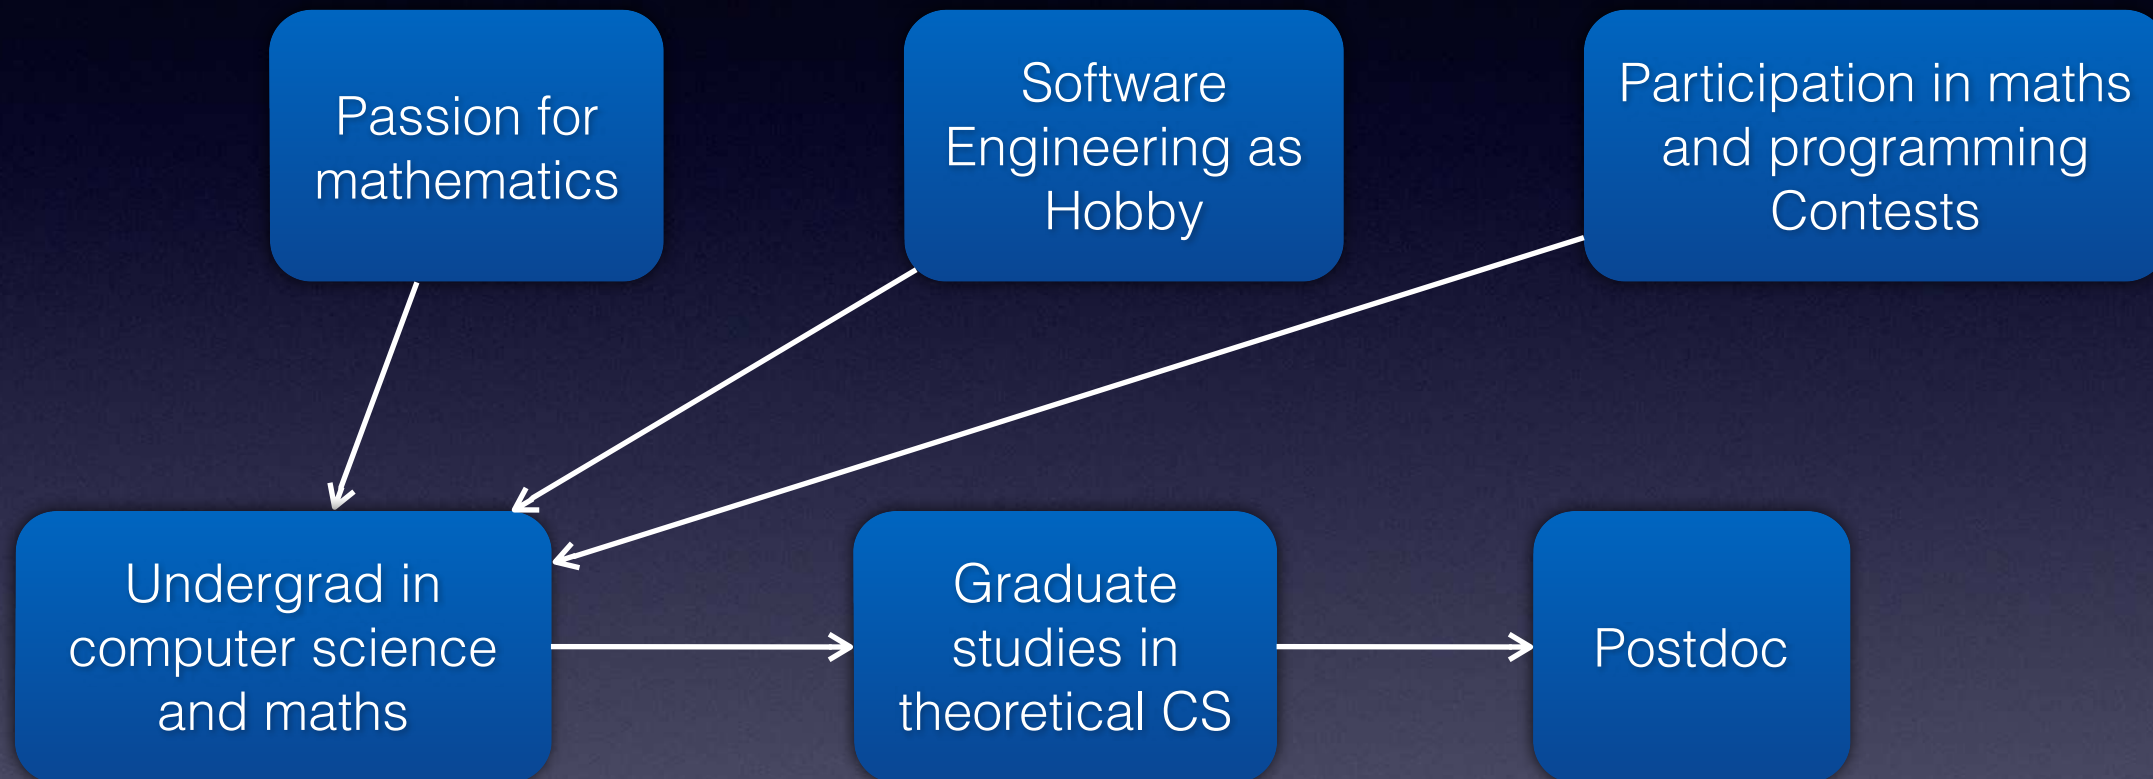 Passion for
mathematics
Software
Engineering as
Hobby
Participation in maths
and programming
Contests
Undergrad in
computer science
and maths
Graduate
studies in
theoretical CS
Postdoc